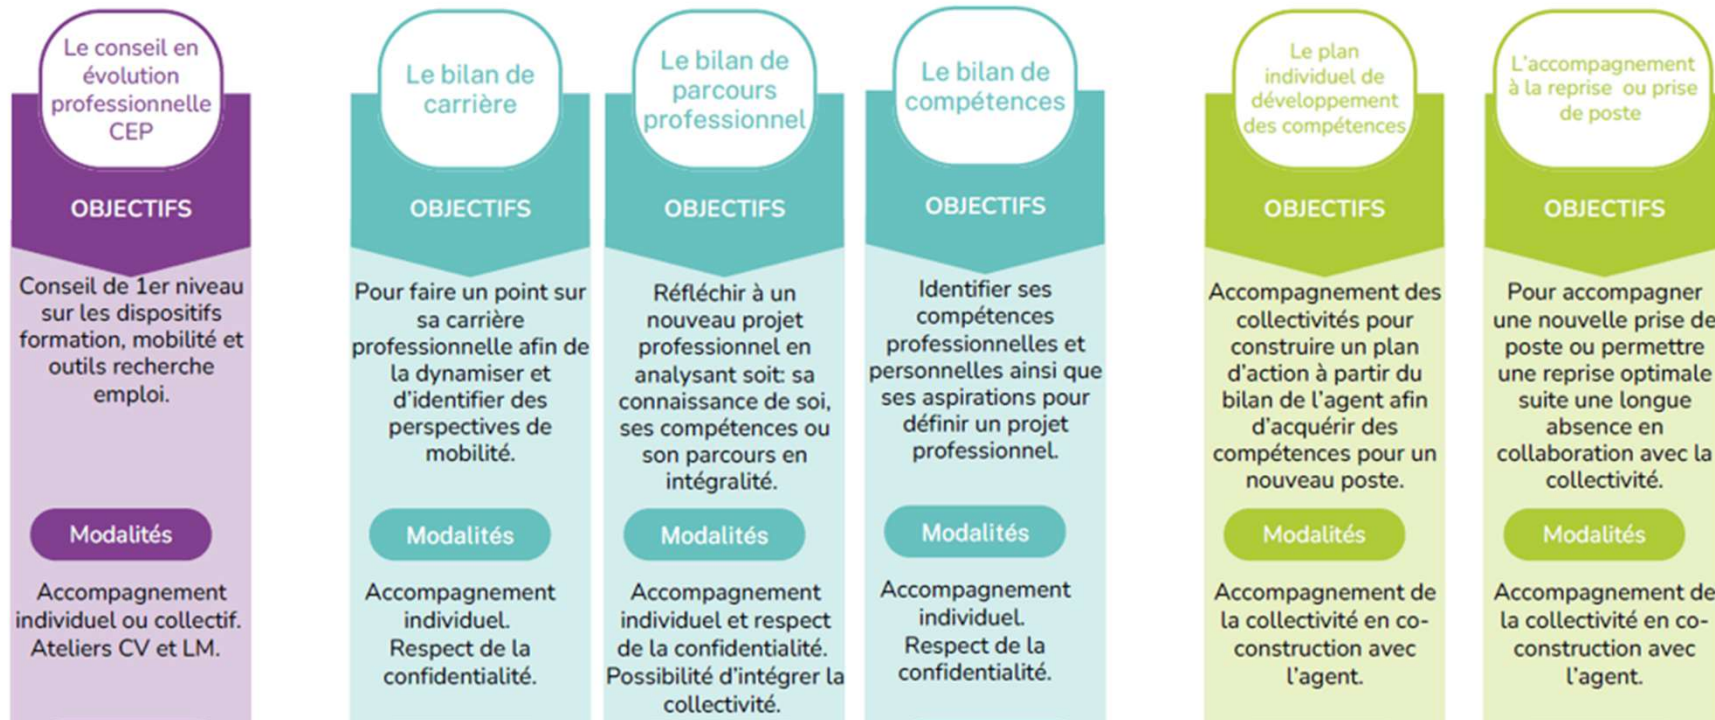 Le conseil en
évolution
professionnelle
CEP
OBJECTIFS
Conseil de 1er niveau
sur les dispositifs
formation, mobilité et
outils recherche
emploi.
Modalités
Accompagnement
individuel ou collectif.
Ateliers CV et LM.
Le bilan de
carrière
OBJECTIFS
Pour faire un point sur
sa carrière
professionnelle afin de
la dynamiser et
d'identifier des
perspectives de
mobilité.
Modalités
Accompagnement
individuel.
Respect de la
confidentialité.
Le bilan de
parcours
professionnel
OBJECTIFS
Réfléchir à un
nouveau projet
professionnel en
analysant soit: sa
connaissance de soi,
ses compétences ou
son parcours en
intégralité.
Modalités
Accompagnement
individuel et respect
de la confidentialité.
Possibilité d'intégrer la
collectivité.
Le bilan de
compétences
OBJECTIFS
Identifier ses
compétences
professionnelles et
personnelles ainsi que
ses aspirations pour
définir un projet
professionnel.
Modalités
Accompagnement
individuel.
Respect de la
confidentialité.
Le plan
individuel de
développement
des compétences
OBJECTIFS
Accompagnement des
collectivités pour
construire un plan
d'action à partir du
bilan de l'agent afin
d'acquérir des
compétences pour un
nouveau poste.
Modalités
Accompagnement de
la collectivité en co-
construction avec
l'agent.
L'accompagnement
à la reprise ou prise
de poste
OBJECTIFS
Pour accompagner
une nouvelle prise de
poste ou permettre
une reprise optimale
suite une longue
absence en
collaboration avec la
collectivité.
Modalités
Accompagnement de
la collectivité en co-
construction avec
l'agent.